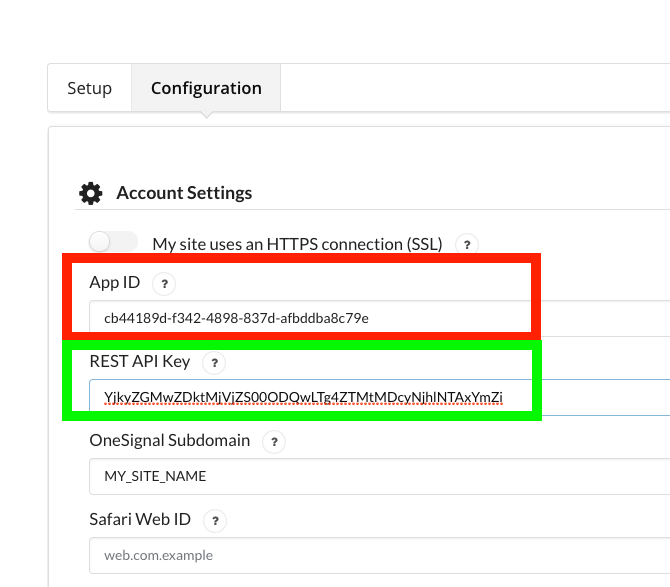 Setup
Configuration
Account Settings
My site uses an HTTPS connection (SSL) ?
App ID ?
cb44189d-f342-4898-837d-afbddba8c79e
REST API Key ?
YjkyZGMwZDktMjVjZS00ODQwLTg4ZTMtMDcyNjhlNTAxYmZi
OneSignal Subdomain ?
MY_SITE_NAME
Safari Web ID ?
web.com.example